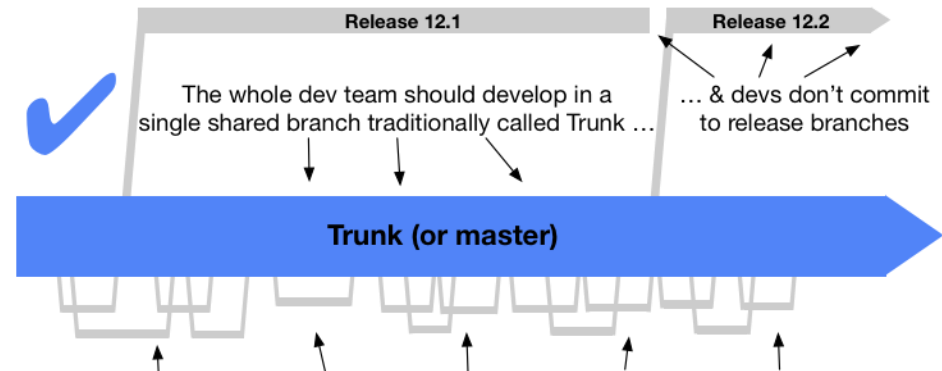 Release 12.1
Release 12.2
The whole dev team should develop in a
single shared branch traditionally called Trunk …
… & devs don’t commit
to release branches
Trunk (or master)